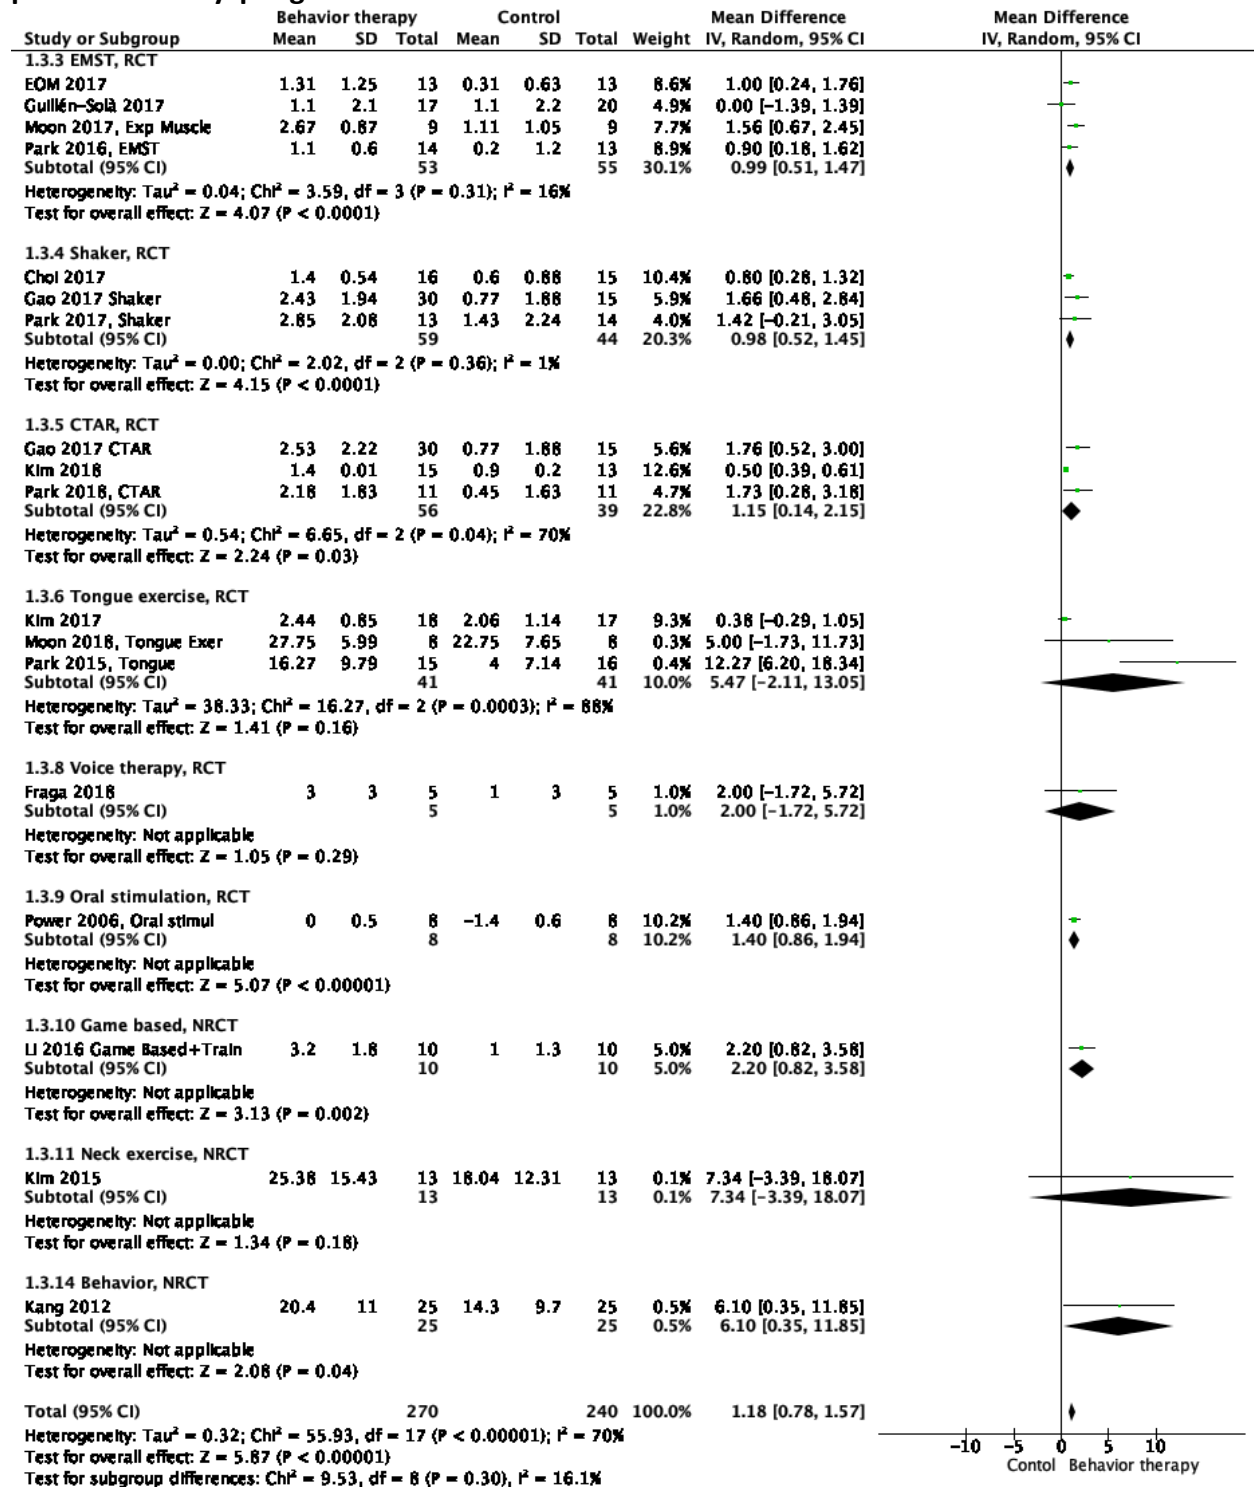 Behavior therapy Control Mean Difference Mean Difference
Study or Subgroup Mean SD Total Mean SD Total Weight IV, Random, 95% CI IV, Random, 95% CI
1.3.3 EMST, RCT
EOM 2017 1.31 1.25 13 0.31 0.63 13 8.6% 1.00 [0.24, 1.76]
Guillén-Solà 2017 1.1 2.1 17 1.1 2.2 20 4.9% 0.00 [-1.39, 1.39]
Moon 2017, Exp Muscle 2.67 0.87 9 1.11 1.05 9 7.7% 1.56 [0.67, 2.45]
Park 2016, EMST 1.1 0.6 14 0.2 1.2 13 8.9% 0.90 [0.18, 1.62]
Subtotal (95% CI) 53 55 30.1% 0.99 [0.51, 1.47]
Heterogeneity: Tau² = 0.04; Chi² = 3.59, df = 3 (P = 0.31); I² = 16%
Test for overall effect: Z = 4.07 (P < 0.0001)
1.3.4 Shaker, RCT
Choi 2017 1.4 0.54 16 0.6 0.88 15 10.4% 0.80 [0.28, 1.32]
Gao 2017 Shaker 2.43 1.94 30 0.77 1.88 15 5.9% 1.66 [0.48, 2.84]
Park 2017, Shaker 2.85 2.08 13 1.43 2.24 14 4.0% 1.42 [-0.21, 3.05]
Subtotal (95% CI) 59 44 20.3% 0.98 [0.52, 1.45]
Heterogeneity: Tau² = 0.00; Chi² = 2.02, df = 2 (P = 0.36); I² = 1%
Test for overall effect: Z = 4.15 (P < 0.0001)
1.3.5 CTAR, RCT
Gao 2017 CTAR 2.53 2.22 30 0.77 1.88 15 5.6% 1.76 [0.52, 3.00]
Kim 2018 1.4 0.01 15 0.9 0.2 13 12.6% 0.50 [0.39, 0.61]
Park 2018, CTAR 2.18 1.83 11 0.45 1.63 11 4.7% 1.73 [0.28, 3.18]
Subtotal (95% CI) 56 39 22.8% 1.15 [0.14, 2.15]
Heterogeneity: Tau² = 0.54; Chi² = 6.65, df = 2 (P = 0.04); I² = 70%
Test for overall effect: Z = 2.24 (P = 0.03)
1.3.6 Tongue exercise, RCT
Kim 2017 2.44 0.85 18 2.06 1.14 17 9.3% 0.38 [-0.29, 1.05]
Moon 2018, Tongue Exer 27.75 5.99 8 22.75 7.65 8 0.3% 5.00 [-1.73, 11.73]
Park 2015, Tongue 16.27 9.79 15 4 7.14 16 0.4% 12.27 [6.20, 18.34]
Subtotal (95% CI) 41 41 10.0% 5.47 [-2.11, 13.05]
Heterogeneity: Tau² = 38.33; Chi² = 16.27, df = 2 (P = 0.0003); I² = 88%
Test for overall effect: Z = 1.41 (P = 0.16)
1.3.8 Voice therapy, RCT
Fraga 2018 3 3 5 1 3 5 1.0% 2.00 [-1.72, 5.72]
Subtotal (95% CI) 5 5 1.0% 2.00 [-1.72, 5.72]
Heterogeneity: Not applicable
Test for overall effect: Z = 1.05 (P = 0.29)
1.3.9 Oral stimulation, RCT
Power 2006, Oral stimul 0 0.5 8 -1.4 0.6 8 10.2% 1.40 [0.86, 1.94]
Subtotal (95% CI) 8 8 10.2% 1.40 [0.86, 1.94]
Heterogeneity: Not applicable
Test for overall effect: Z = 5.07 (P < 0.00001)
1.3.10 Game based, NRCT
Li 2016 Game Based+Train 3.2 1.8 10 1 1.3 10 5.0% 2.20 [0.82, 3.58]
Subtotal (95% CI) 10 10 5.0% 2.20 [0.82, 3.58]
Heterogeneity: Not applicable
Test for overall effect: Z = 3.13 (P = 0.002)
1.3.11 Neck exercise, NRCT
Kim 2015 25.38 15.43 13 18.04 12.31 13 0.1% 7.34 [-3.39, 18.07]
Subtotal (95% CI) 13 13 0.1% 7.34 [-3.39, 18.07]
Heterogeneity: Not applicable
Test for overall effect: Z = 1.34 (P = 0.18)
1.3.14 Behavior, NRCT
Kang 2012 20.4 11 25 14.3 9.7 25 0.5% 6.10 [0.35, 11.85]
Subtotal (95% CI) 25 25 0.5% 6.10 [0.35, 11.85]
Heterogeneity: Not applicable
Test for overall effect: Z = 2.08 (P = 0.04)
Total (95% CI) 270 240 100.0% 1.18 [0.78, 1.57]
Heterogeneity: Tau² = 0.32; Chi² = 55.93, df = 17 (P < 0.00001); I² = 70%
Test for overall effect: Z = 5.87 (P < 0.00001)
Test for subgroup differences: Chi² = 9.53, df = 8 (P = 0.30), I² = 16.1%
-10 -5 0 5 10
Contol Behavior therapy